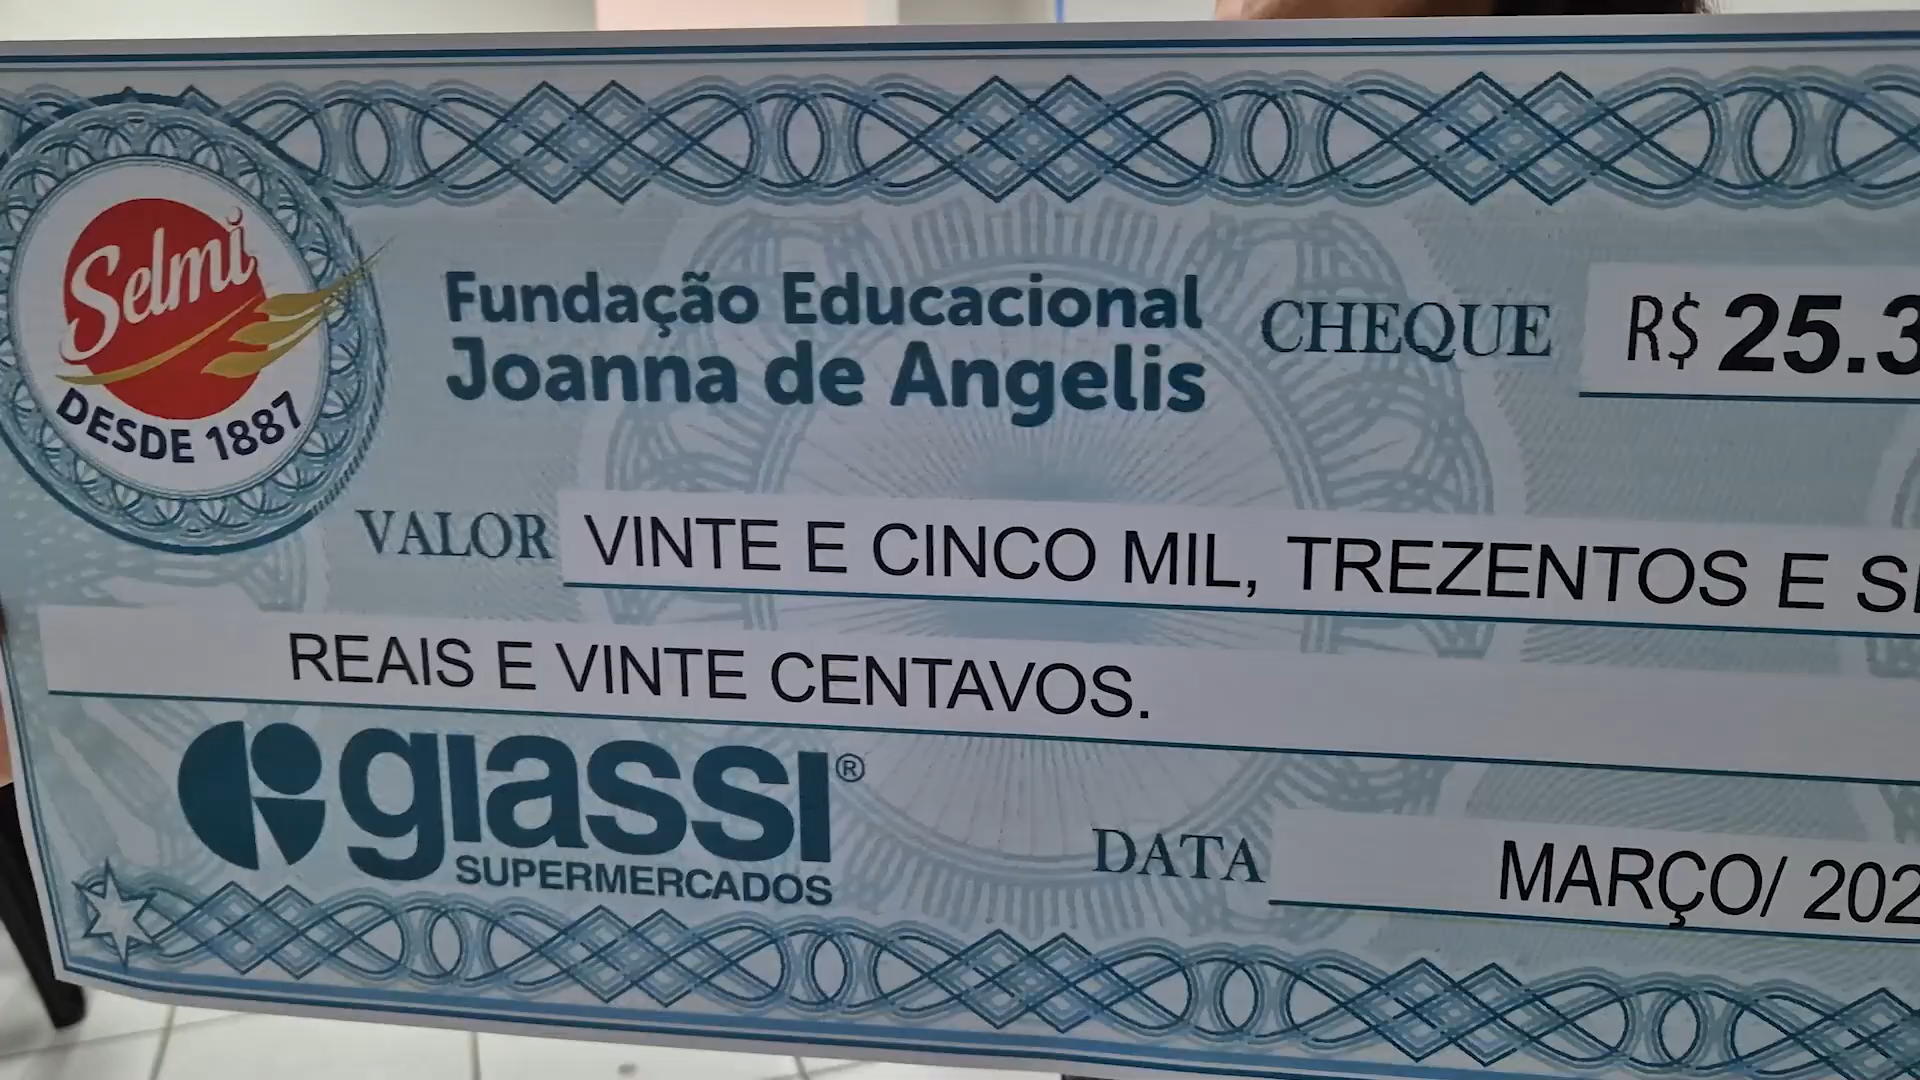 Selmi
DESDE 1887
Fundação Educacional
Joanna de Angelis
CHEQUE R$ 25.3
VALOR VINTE E CINCO MIL, TREZENTOS E
REAIS E VINTE CENTAVOS.
giassi®
SUPERMERCADOS
DATA MARÇO/ 202